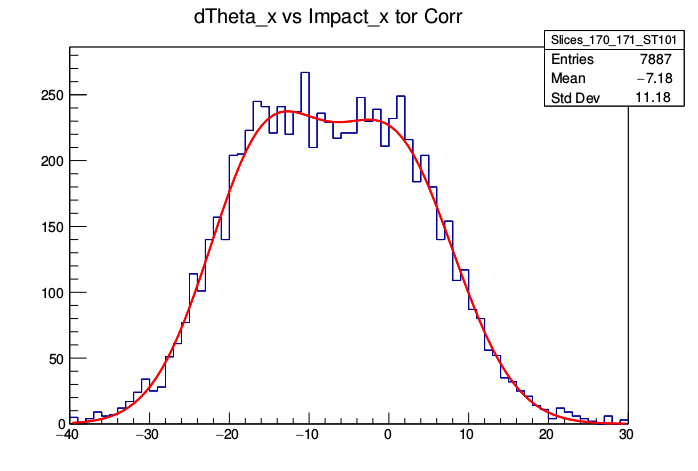 dTheta_x vs Impact_x tor Corr
Slices_170_171_ST101
Entries 7887
Mean −7.18
Std Dev 11.18
250
200
150
100
50
0
−40 −30 −20 −10 0 10 20 30